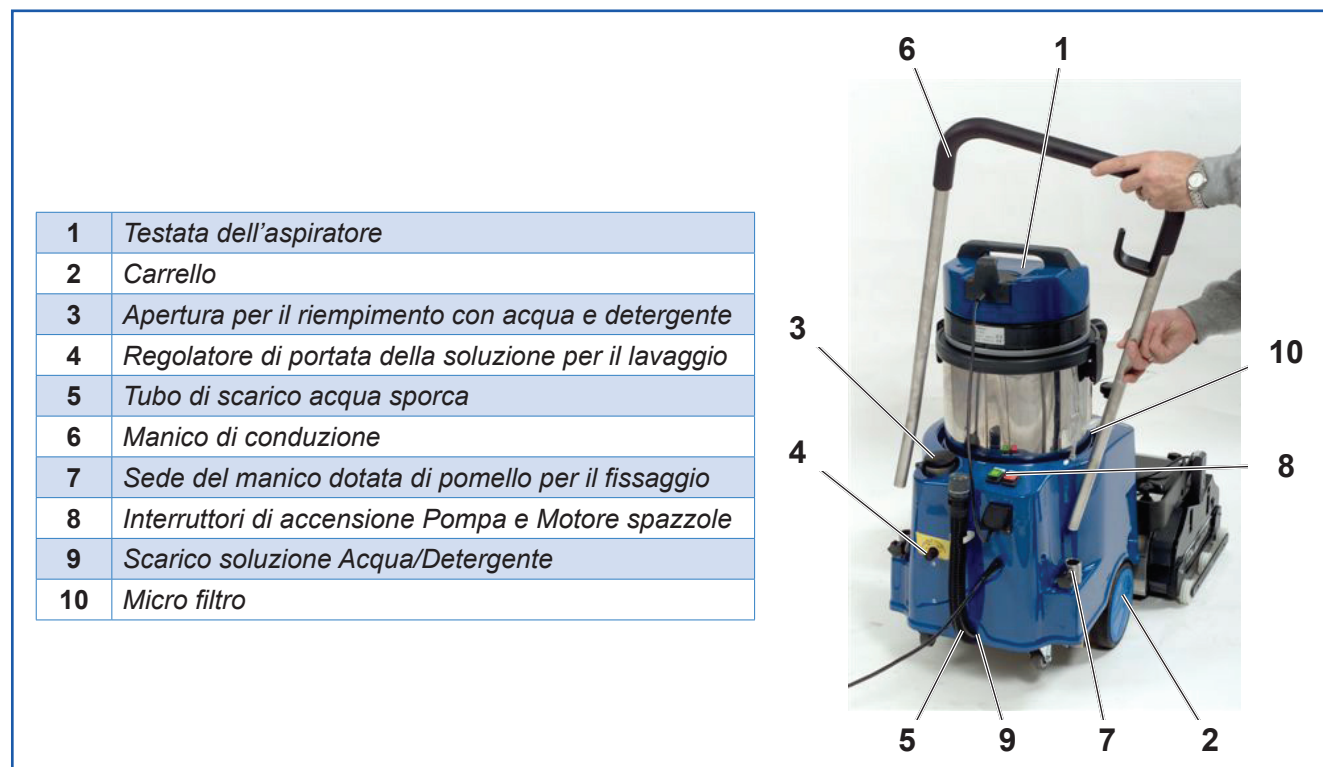 1 Testata dell’aspiratore
2 Carrello
3 Apertura per il riempimento con acqua e detergente
4 Regolatore di portata della soluzione per il lavaggio
5 Tubo di scarico acqua sporca
6 Manico di conduzione
7 Sede del manico dotata di pomello per il fissaggio
8 Interruttori di accensione Pompa e Motore spazzole
9 Scarico soluzione Acqua/Detergente
10 Micro filtro
6 1
3
10
4
8
5 9 7 2